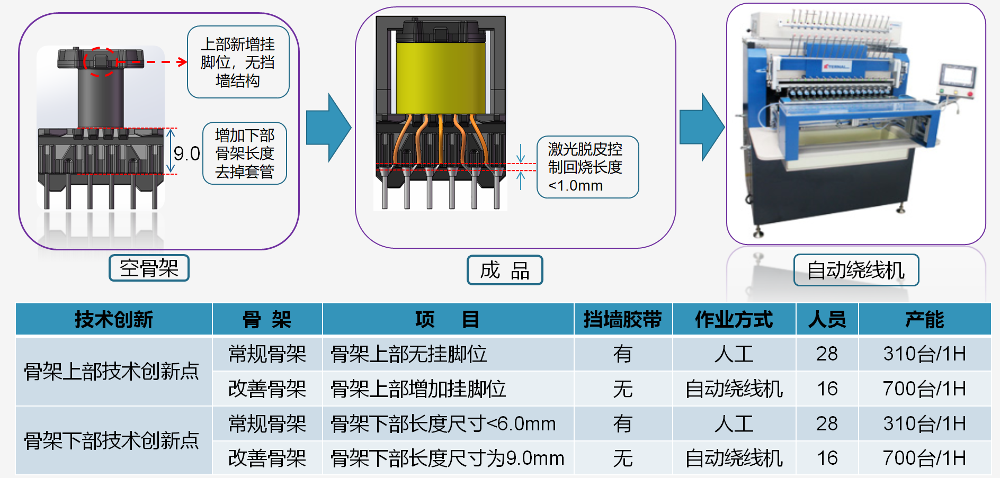 上部新增挂
脚位，无挡
墙结构
增加下部
骨架长度
去掉套管
9.0
激光脱皮控
制回烧长度
<1.0mm
ETERNAL
空骨架
成 品
自动绕线机
技术创新 骨 架 项 目 挡墙胶带 作业方式 人员 产能
骨架上部技术创新点
常规骨架 骨架上部无挂脚位 有 人工 28 310台/1H
改善骨架 骨架上部增加挂脚位 无 自动绕线机 16 700台/1H
骨架下部技术创新点
常规骨架 骨架下部长度尺寸<6.0mm 有 人工 28 310台/1H
改善骨架 骨架下部长度尺寸为9.0mm 无 自动绕线机 16 700台/1H